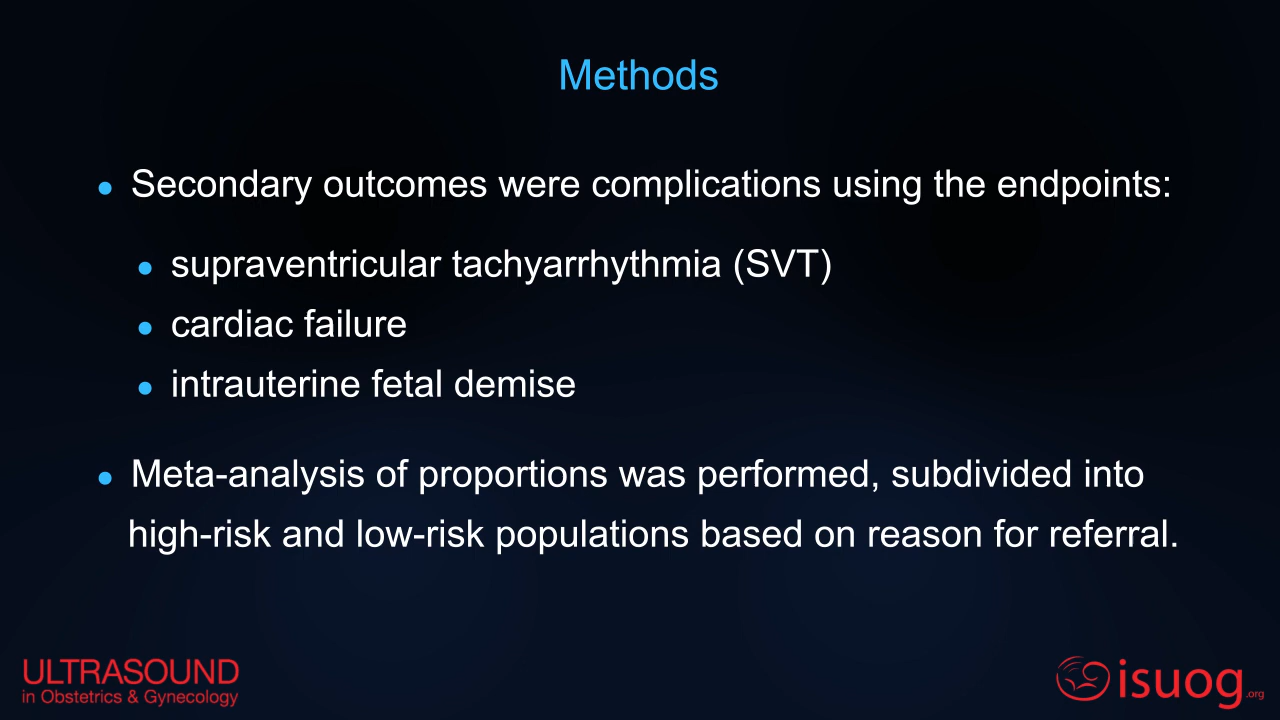 Methods
● Secondary outcomes were complications using the endpoints:
● supraventricular tachyarrhythmia (SVT)
● cardiac failure
● intrauterine fetal demise
● Meta-analysis of proportions was performed, subdivided into
high-risk and low-risk populations based on reason for referral.
ULTRASOUND
in Obstetrics & Gynecology
isuog.org